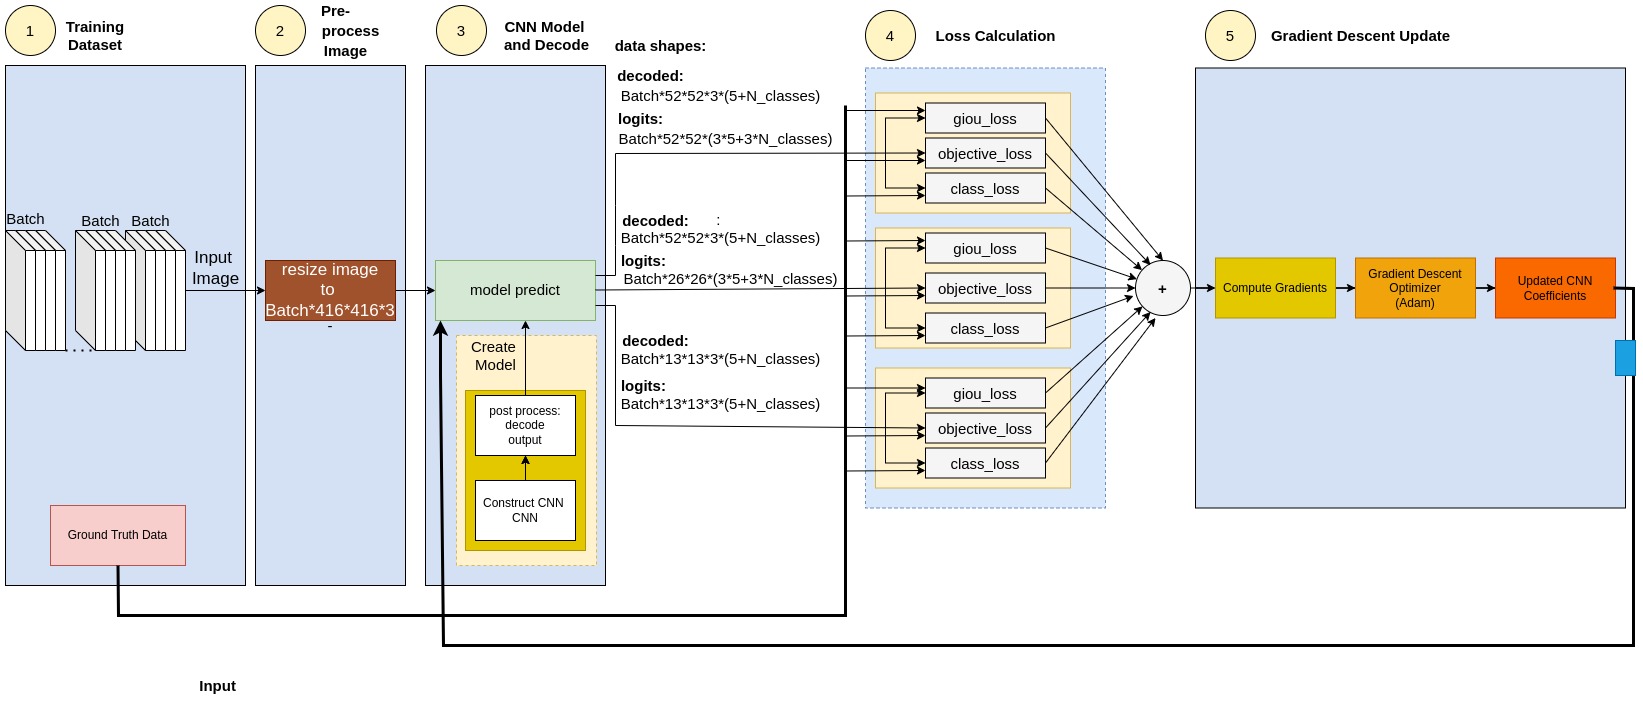 1
Training
Dataset
2
Pre-
process
Image
3
CNN Model
and Decode
4
Loss Calculation
5
Gradient Descent Update
Batch
Batch
Batch
....
Input
Image
Ground Truth Data
resize image
to
Batch*416*416*3
-
model predict
Create
Model
post process:
decode
output
Construct CNN
CNN
data shapes:
decoded:
Batch*52*52*3*(5+N_classes)
logits:
Batch*52*52*(3*5+3*N_classes)
decoded: :
Batch*52*52*3*(5+N_classes)
logits:
Batch*26*26*(3*5+3*N_classes)
decoded:
Batch*13*13*3*(5+N_classes)
logits:
Batch*13*13*3*(5+N_classes)
giou_loss
objective_loss
class_loss
giou_loss
objective_loss
class_loss
giou_loss
objective_loss
class_loss
+
Compute Gradients
Gradient Descent
Optimizer
(Adam)
Updated CNN
Coefficients
Input